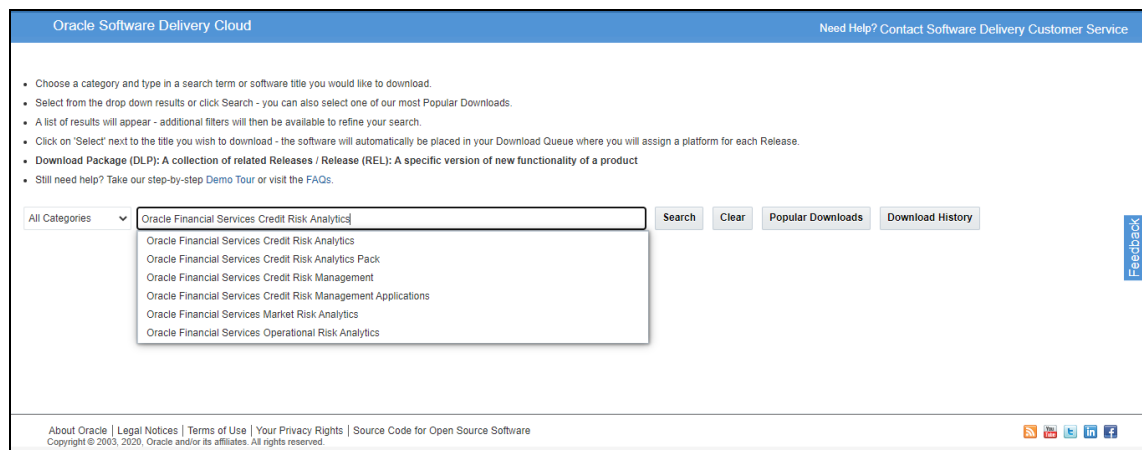 Oracle Software Delivery Cloud
Need Help? Contact Software Delivery Customer Service
Choose a category and type in a search term or software title you would like to download.
Select from the drop down results or click Search - you can also select one of our most Popular Downloads.
A list of results will appear - additional filters will then be available to refine your search.
Click on 'Select' next to the title you wish to download - the software will automatically be placed in your Download Queue where you will assign a platform for each Release.
Download Package (DLP): A collection of related Releases / Release (REL): A specific version of new functionality of a product
Still need help? Take our step-by-step Demo Tour or visit the FAQs.
All Categories Oracle Financial Services Credit Risk Analytics Search Clear Popular Downloads Download History
Feedback
Oracle Financial Services Credit Risk Analytics
Oracle Financial Services Credit Risk Analytics Pack
Oracle Financial Services Credit Risk Management
Oracle Financial Services Credit Risk Management Applications
Oracle Financial Services Market Risk Analytics
Oracle Financial Services Operational Risk Analytics
About Oracle | Legal Notices | Terms of Use | Your Privacy Rights | Source Code for Open Source Software
Copyright © 2003, 2020, Oracle and/or its affiliates. All rights reserved.